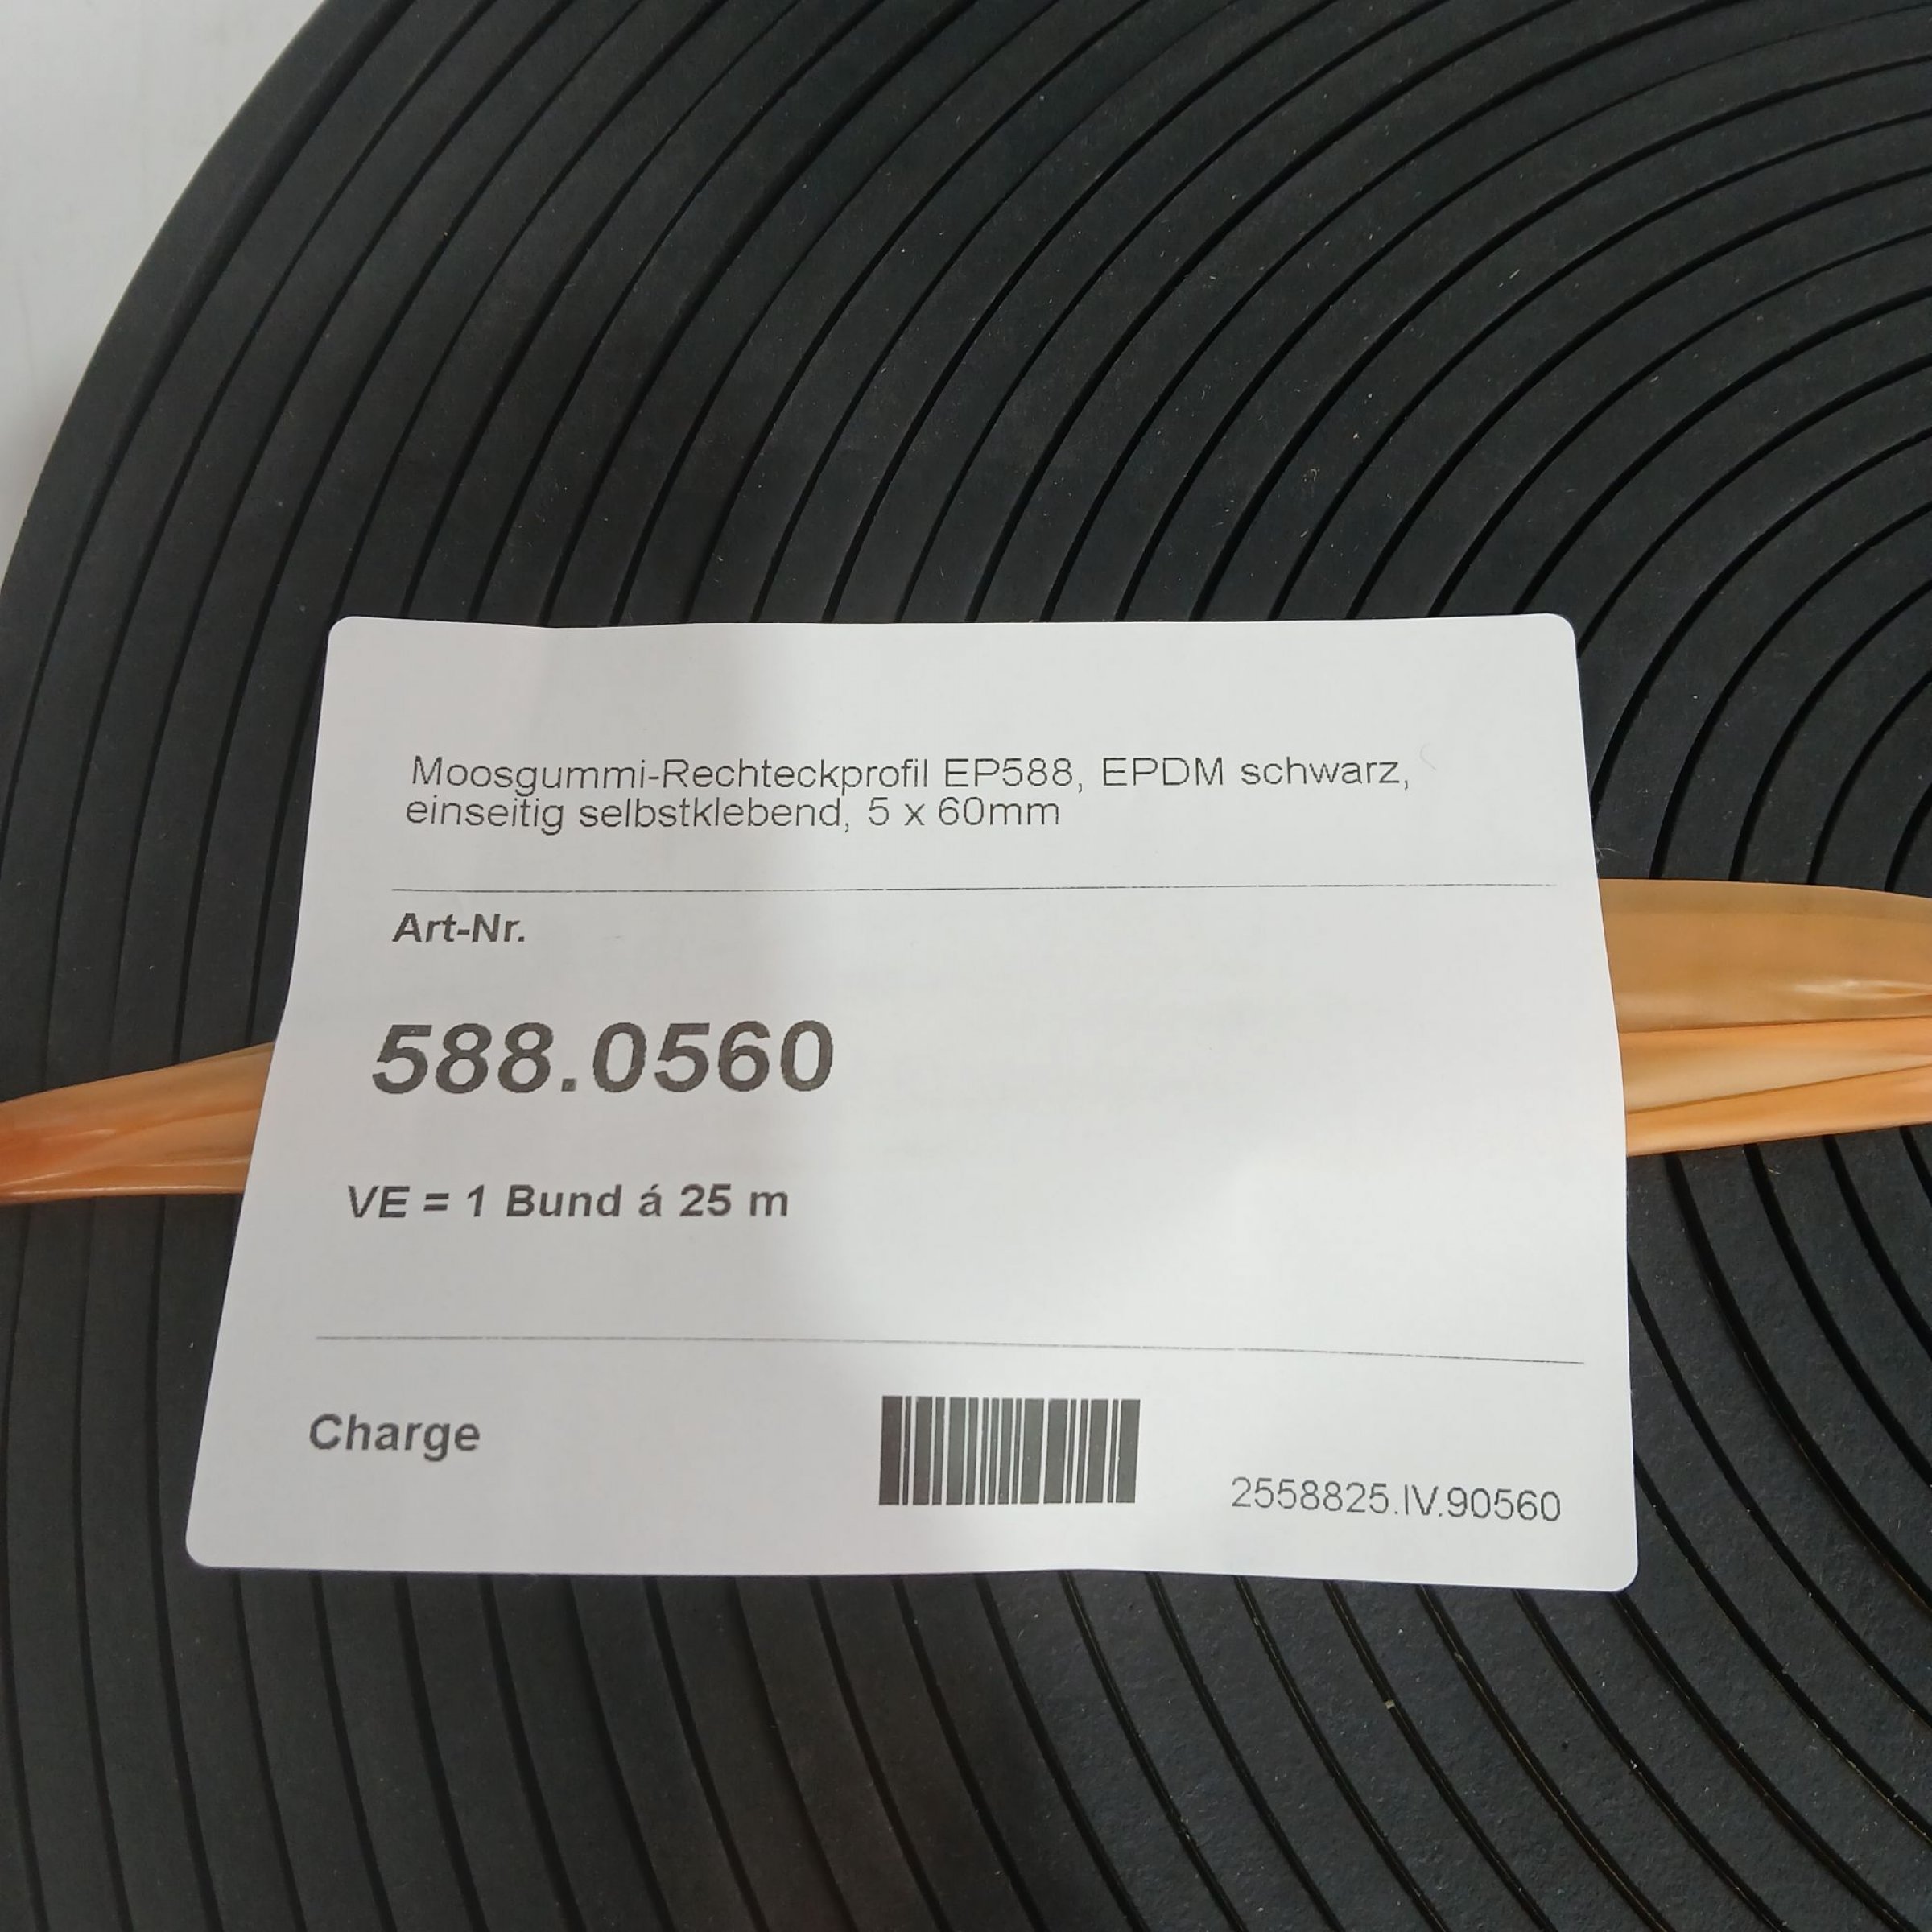 Moosgummi-Rechteckprofil EP588, EPDM schwarz,
einseitig selbstklebend, 5 x 60mm
Art-Nr.
588.0560
VE = 1 Bund á 25 m
Charge
2558825.IV.90560